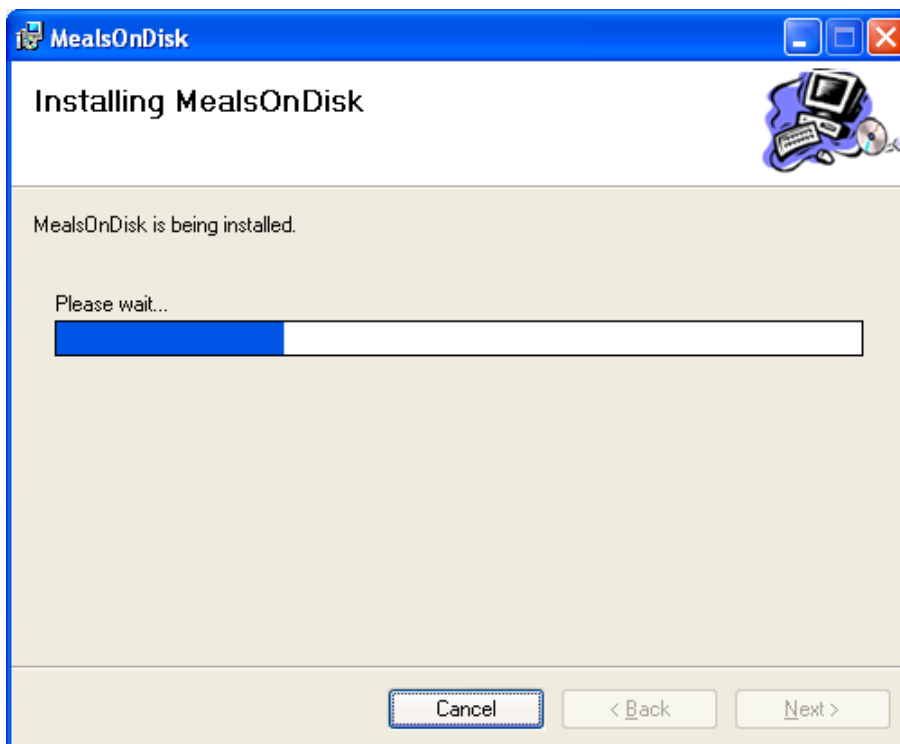 MealsOnDisk
Installing MealsOnDisk
MealsOnDisk is being installed.
Please wait...
Cancel
< Back
Next >